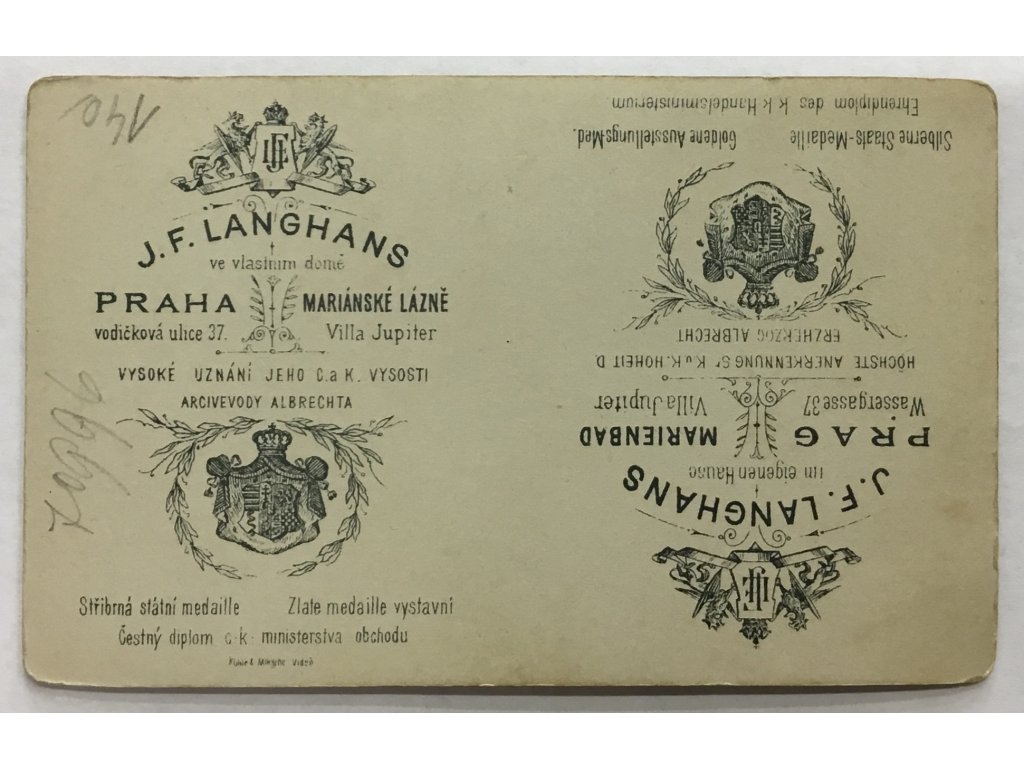 140
J. F. LANGHANS
ve vlastním domě
PRAHA MARIÁNSKÉ LÁZNĚ
vodičková ulice 37. Villa Jupiter
VYSOKÉ UZNÁNÍ JEHO C. a K. VYSOSTI
ARCIVEVODY ALBRECHTA
Stříbrná státní medaille Zlate medaille vystavní
Čestný diplom c. k. ministerstva obchodu
J. F. LANGHANS
im eigenen Hause
PRAG MARIENBAD
Wassergasse 37 Villa Jupiter
HÖCHSTE ANERKENNUNG Sr K. u. K. HOHEIT D.
ERZHERZOG ALBRECHT
Silberne Staats-Medaille Goldene Ausstellungs Med.
Ehrendiplom des k k Handelsministerium.